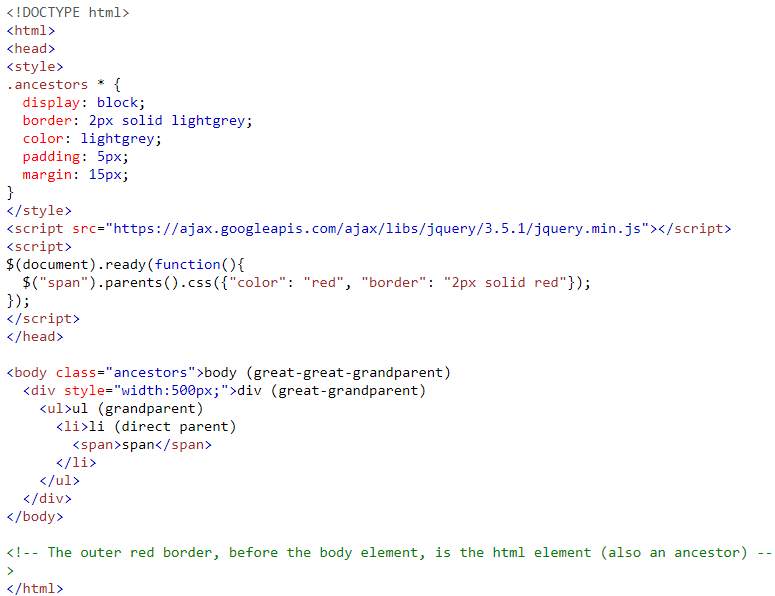 <!DOCTYPE html>
<html>
<head>
<style>
.ancestors * {
  display: block;
  border: 2px solid lightgrey;
  color: lightgrey;
  padding: 5px;
  margin: 15px;
}
</style>
<script src="https://ajax.googleapis.com/ajax/libs/jquery/3.5.1/jquery.min.js"></script>
<script>
$(document).ready(function(){
  $("span").parents().css({"color": "red", "border": "2px solid red"});
});
</script>
</head>

<body class="ancestors">body (great-great-grandparent)
  <div style="width:500px;">div (great-grandparent)
    <ul>ul (grandparent)
      <li>li (direct parent)
        <span>span</span>
      </li>
    </ul>
  </div>
</body>

<!-- The outer red border, before the body element, is the html element (also an ancestor) --
>
</html>